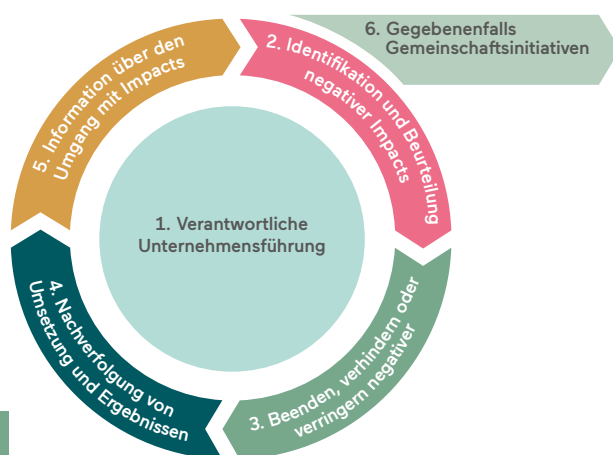 1. Verantwortliche
Unternehmensführung
2. Identifikation und Beurteilung
negativer Impacts
3. Beenden, verhindern oder
verringern negativer
4. Nachverfolgung von
Umsetzung und Ergebnissen
5. Information über den
Umgang mit Impacts
6. Gegebenenfalls
Gemeinschaftsinitiativen